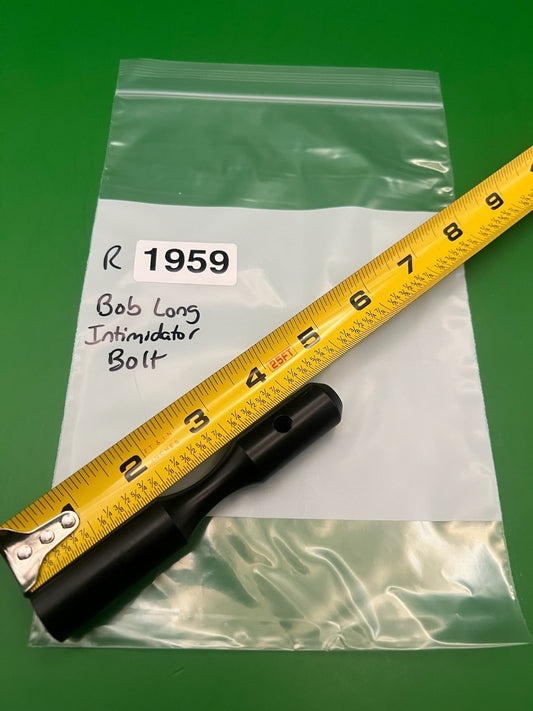 R 1959
Bob Long
Intimidator
Bolt
1 2 3 4 25FT 5 6 7 8 9